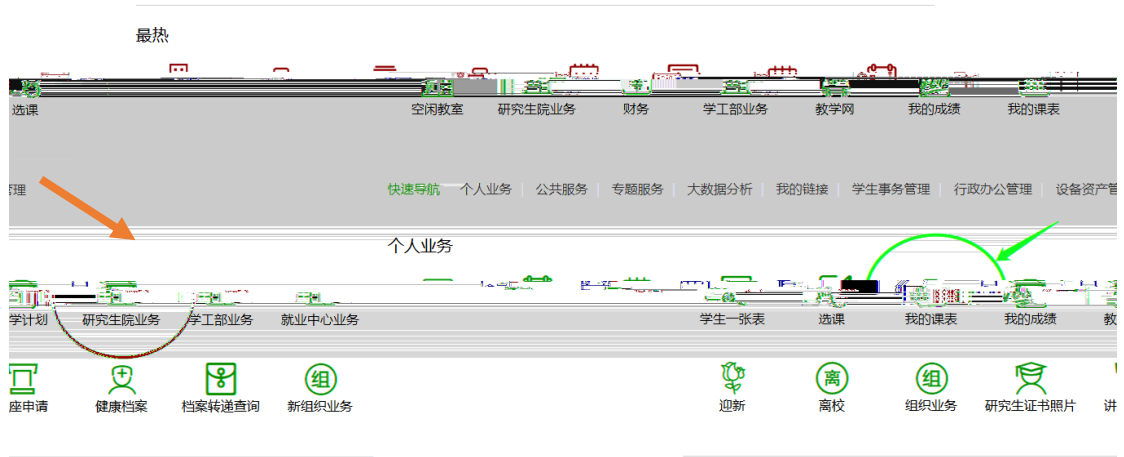 最热
选课 空闲教室 研究生院业务 财务 学工部业务 教学网 我的成绩 我的课表
管理 快速导航 个人业务 公共服务 专题服务 大数据分析 我的链接 学生事务管理 行政办公管理 设备资产管
个人业务
学计划 研究生院业务 学工部业务 就业中心业务 学生一张表 选课 我的课表 我的成绩 教
组 离 组
座申请 健康档案 档案转递查询 新组织业务 迎新 离校 组织业务 研究生证书照片 讲